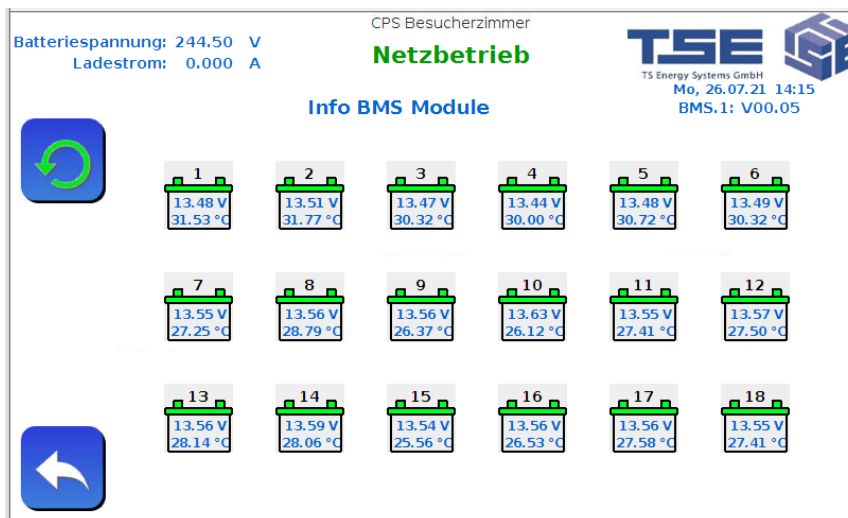 CPS Besucherzimmer
Batteriespannung: 244.50 V
Netzbetrieb
Ladestrom: 0.000 A
TSE
TS Energy Systems GmbH
Mo, 26.07.21 14:15
Info BMS Module
BMS.1: V00.05
1 2 3 4 5 6
13.48 V 13.51 V 13.47 V 13.44 V 13.48 V 13.49 V
31.53 °C 31.77 °C 30.32 °C 30.00 °C 30.72 °C 30.32 °C
7 8 9 10 11 12
13.55 V 13.56 V 13.56 V 13.63 V 13.55 V 13.57 V
27.25 °C 28.79 °C 26.37 °C 26.12 °C 27.41 °C 27.50 °C
13 14 15 16 17 18
13.56 V 13.59 V 13.54 V 13.56 V 13.56 V 13.55 V
28.14 °C 28.06 °C 25.56 °C 26.53 °C 27.58 °C 27.41 °C